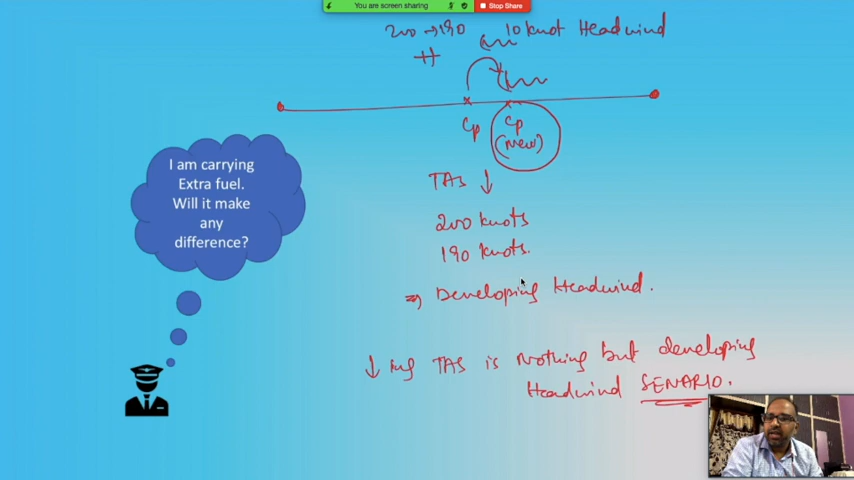 You are screen sharing
Stop Share
200 → 190 10 knot Headwind
H
Cp
Cp
(New)
I am carrying
Extra fuel.
Will it make
any
difference?
TAS ↓
200 knots
190 knots.
⇒ Developing Headwind.
↓ing TAS is Nothing but developing
Headwind SENARIO.